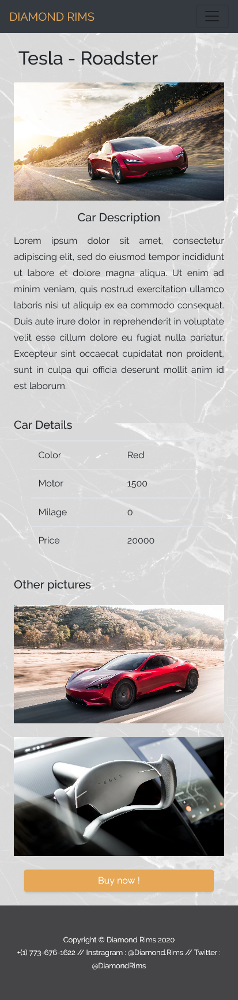 DIAMOND RIMS
Tesla - Roadster
Car Description
Lorem ipsum dolor sit amet, consectetur
adipiscing elit, sed do eiusmod tempor incididunt
ut labore et dolore magna aliqua. Ut enim ad
minim veniam, quis nostrud exercitation ullamco
laboris nisi ut aliquip ex ea commodo consequat.
Duis aute irure dolor in reprehenderit in voluptate
velit esse cillum dolore eu fugiat nulla pariatur.
Excepteur sint occaecat cupidatat non proident,
sunt in culpa qui officia deserunt mollit anim id
est laborum.
Car Details
Color Red
Motor 1500
Milage 0
Price 20000
Other pictures
TESLA
Buy now !
Copyright © Diamond Rims 2020
+(1) 773-676-1622 // Instragram : @Diamond.Rims // Twitter :
@DiamondRims